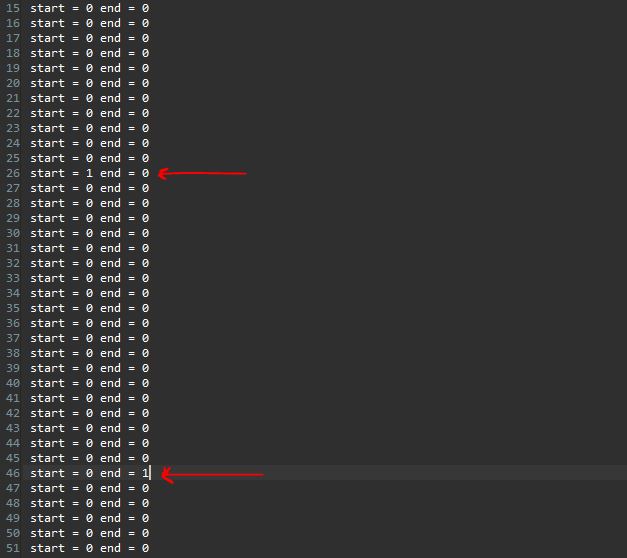 15 start = 0 end = 0
16 start = 0 end = 0
17 start = 0 end = 0
18 start = 0 end = 0
19 start = 0 end = 0
20 start = 0 end = 0
21 start = 0 end = 0
22 start = 0 end = 0
23 start = 0 end = 0
24 start = 0 end = 0
25 start = 0 end = 0
26 start = 1 end = 0
27 start = 0 end = 0
28 start = 0 end = 0
29 start = 0 end = 0
30 start = 0 end = 0
31 start = 0 end = 0
32 start = 0 end = 0
33 start = 0 end = 0
34 start = 0 end = 0
35 start = 0 end = 0
36 start = 0 end = 0
37 start = 0 end = 0
38 start = 0 end = 0
39 start = 0 end = 0
40 start = 0 end = 0
41 start = 0 end = 0
42 start = 0 end = 0
43 start = 0 end = 0
44 start = 0 end = 0
45 start = 0 end = 0
46 start = 0 end = 1
47 start = 0 end = 0
48 start = 0 end = 0
49 start = 0 end = 0
50 start = 0 end = 0
51 start = 0 end = 0